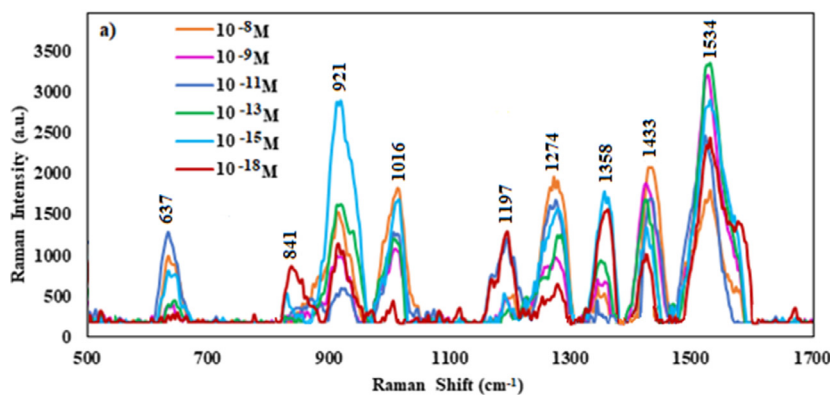 a)
10⁻⁸M
10⁻⁹M
10⁻¹¹M
10⁻¹³M
10⁻¹⁵M
10⁻¹⁸M
637
841
921
1016
1197
1274
1358
1433
1534
Raman Intensity (a.u.)
3500
3000
2500
2000
1500
1000
500
0
500 700 900 1100 1300 1500 1700
Raman Shift (cm⁻¹)